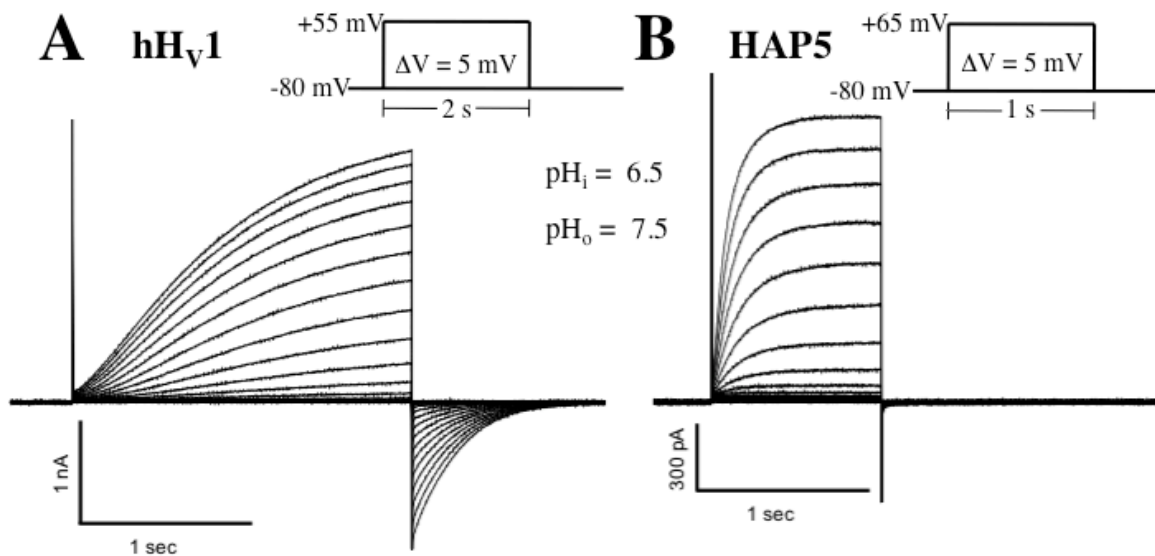 A hHV1
+55 mV
ΔV = 5 mV
-80 mV
2 s
B HAP5
+65 mV
ΔV = 5 mV
-80 mV
1 s
pHi = 6.5
pHo = 7.5
1 nA
1 sec
300 pA
1 sec